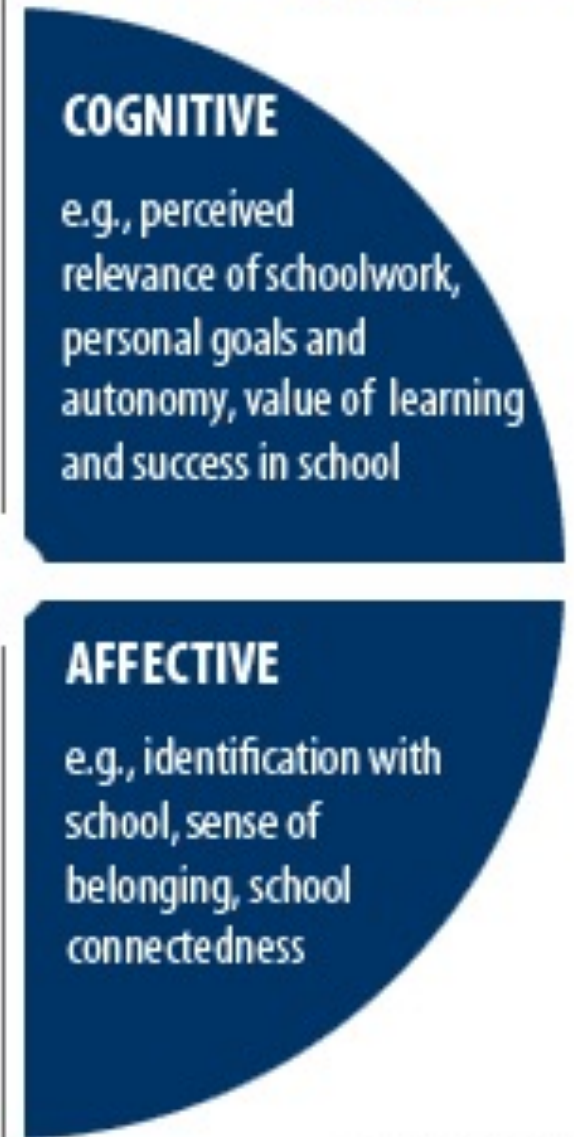 COGNITIVE
e.g., perceived
relevance of schoolwork,
personal goals and
autonomy, value of learning
and success in school
AFFECTIVE
e.g., identification with
school, sense of
belonging, school
connectedness